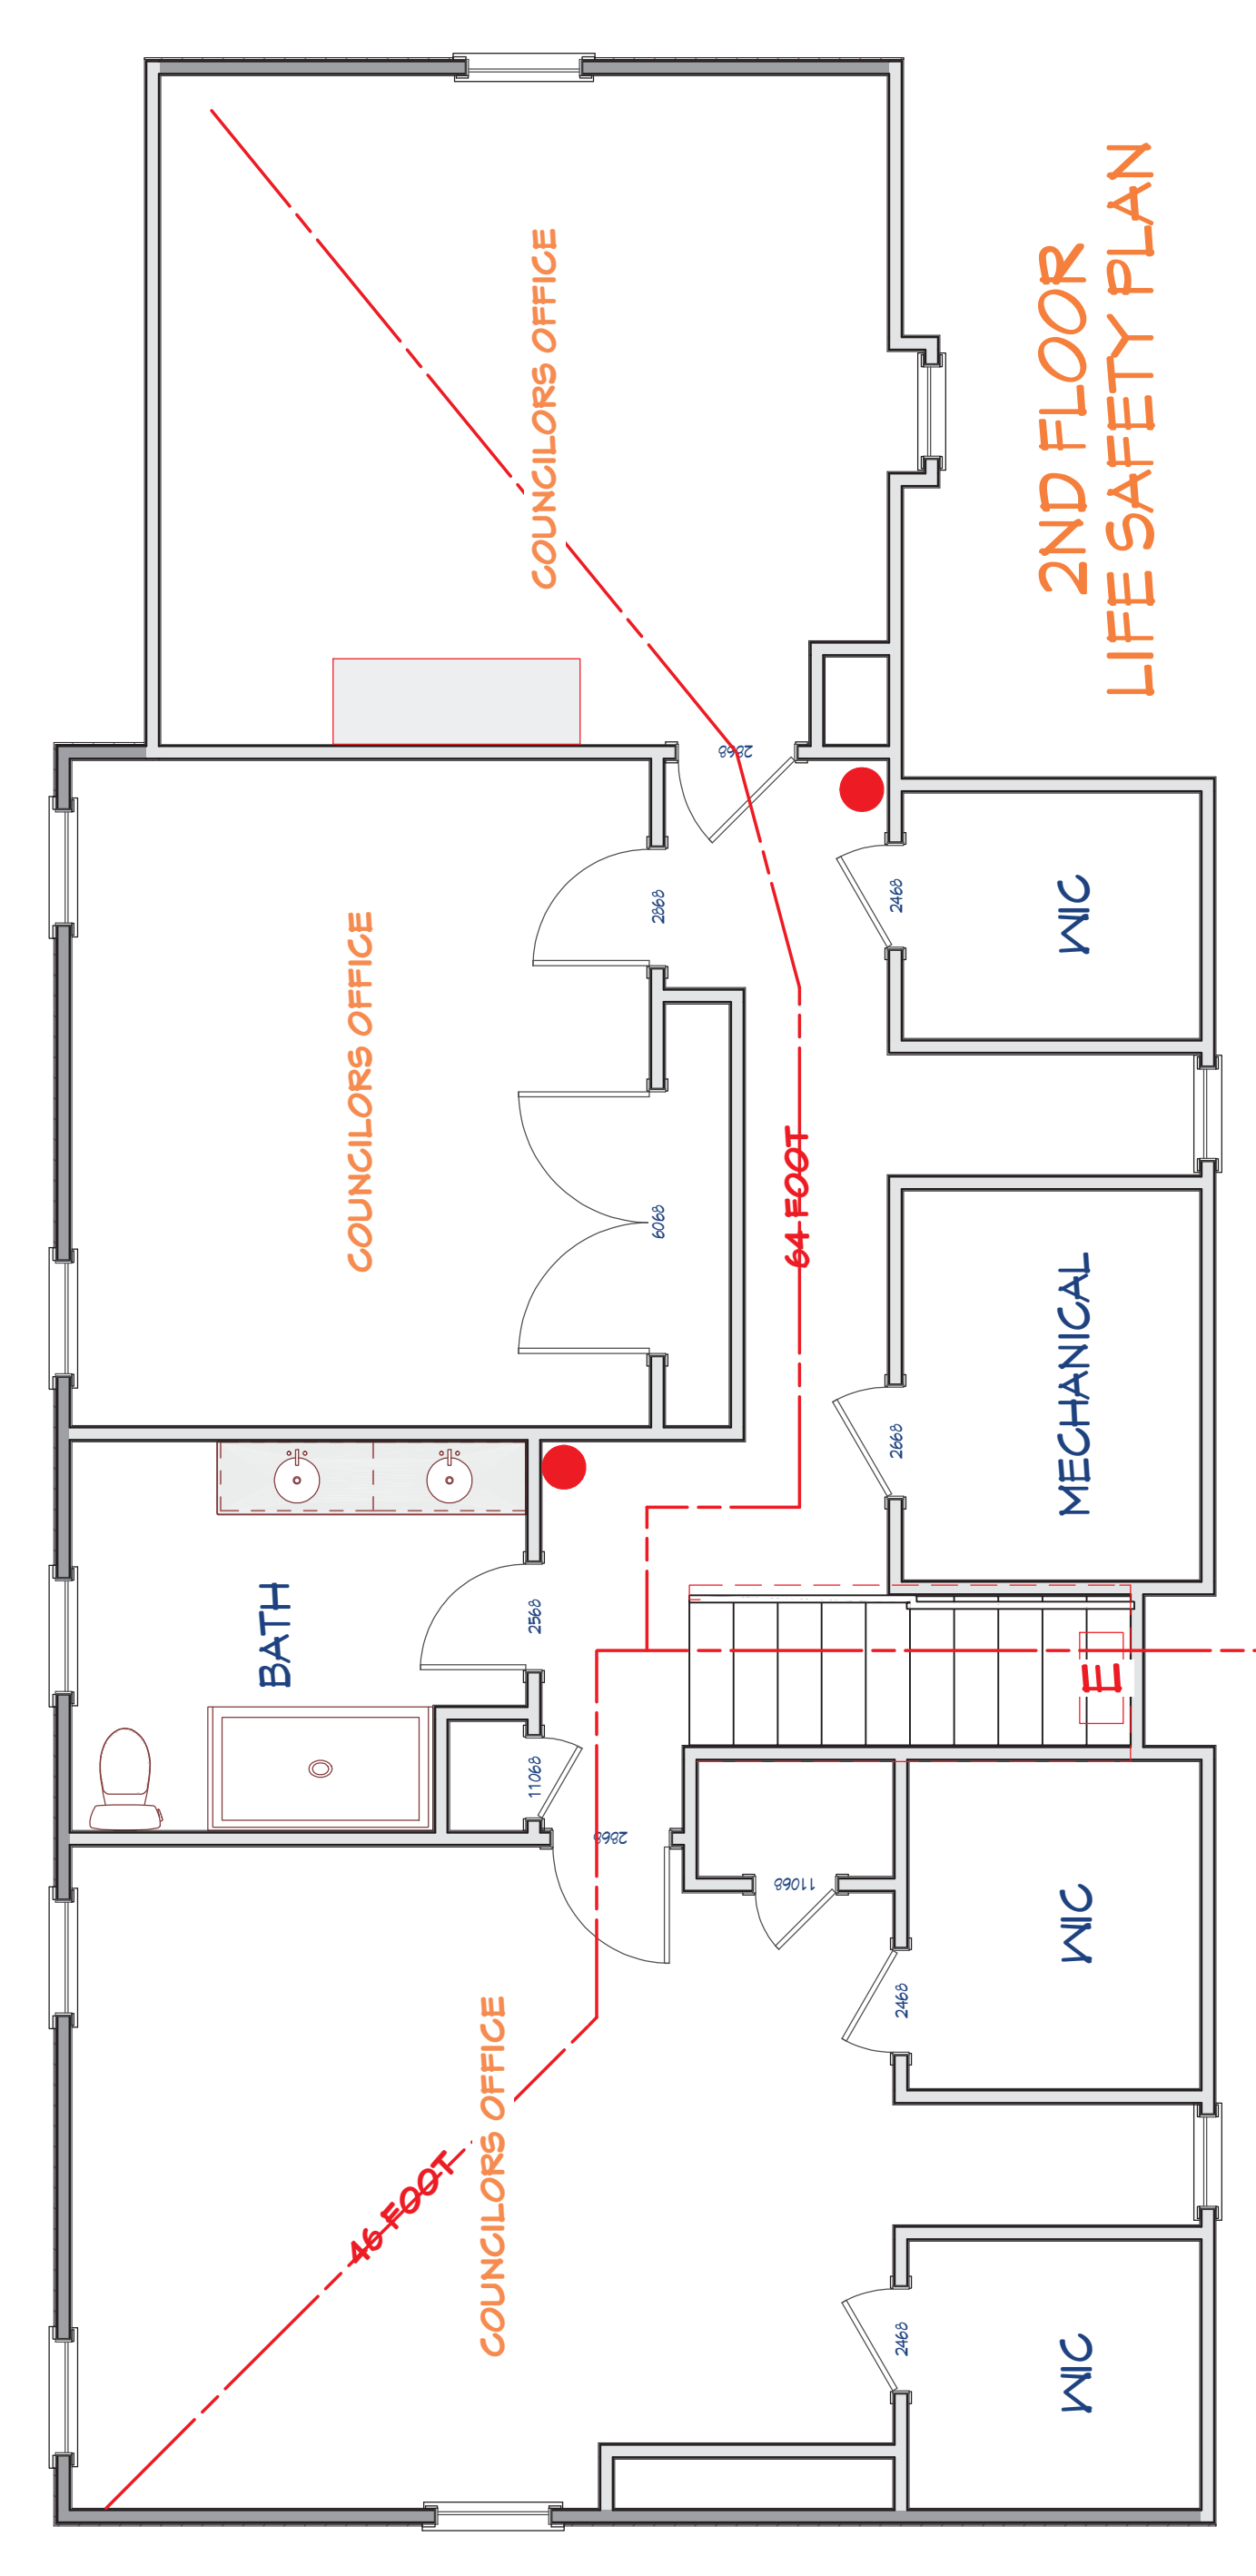 2ND FLOOR
LIFE SAFETY PLAN
COUNCILORS OFFICE
2868
2868
2468
WIC
COUNCILORS OFFICE
64 FOOT
6068
MECHANICAL
2668
BATH
2568
E
11068
2868
11068
WIC
2468
COUNCILORS OFFICE
46 FOOT
2468
WIC